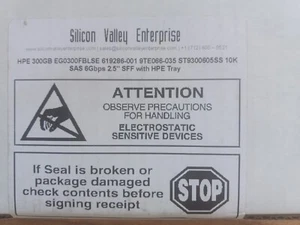 Silicon Valley Enterprise
HPE 300GB EG0300FBLSE 619286-001 9TE066-035 ST9300605SS 10K
SAS 6Gbps 2.5" SFF with HPE Tray
ATTENTION
OBSERVE PRECAUTIONS
FOR HANDLING
ELECTROSTATIC
SENSITIVE DEVICES
If Seal is broken or
package damaged
check contents before
signing receipt
STOP